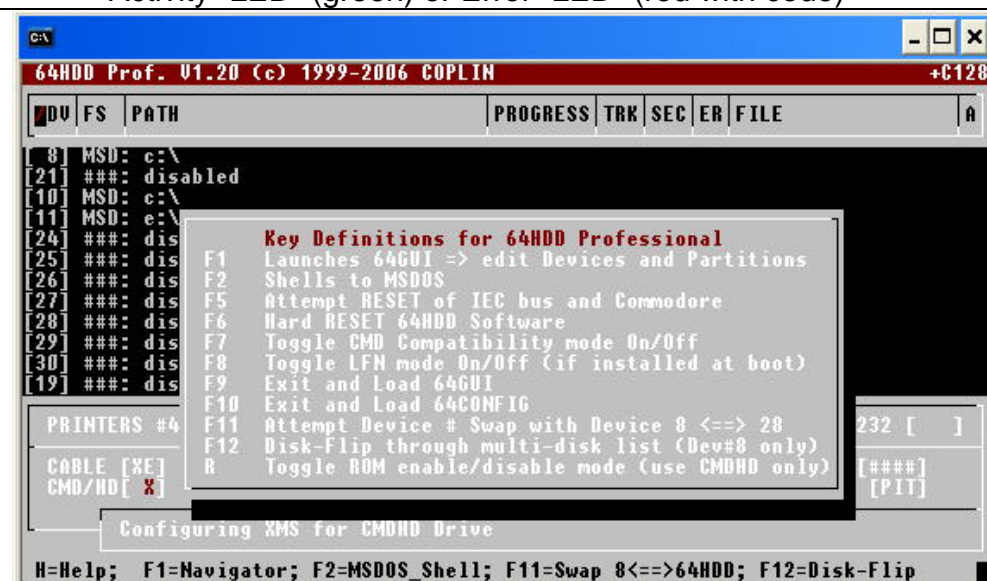 Activity "LED" (green) or Error "LED" (red with code)
C:\
64HDD Prof. V1.20 (c) 1999-2006 COPLIN +C128
DV FS PATH PROGRESS TRK SEC ER FILE A
[ 8] MSD: c:\
[21] ###: disabled
[10] MSD: c:\
[11] MSD: e:\
[24] ###: dis
[25] ###: dis
[26] ###: dis
[27] ###: dis
[28] ###: dis
[29] ###: dis
[30] ###: dis
[19] ###: dis
Key Definitions for 64HDD Professional
F1 Launches 64GUI => edit Devices and Partitions
F2 Shells to MSDOS
F5 Attempt RESET of IEC bus and Commodore
F6 Hard RESET 64HDD Software
F7 Toggle CMD Compatibility mode On/Off
F8 Toggle LFN mode On/Off (if installed at boot)
F9 Exit and Load 64GUI
F10 Exit and Load 64CONFIG
F11 Attempt Device # Swap with Device 8 <==> 28
F12 Disk-Flip through multi-disk list (Dev#8 only)
R Toggle ROM enable/disable mode (use CMDHD only)
PRINTERS #4 232 [ ]
CABLE [XE] [####]
CMD/HD[ X] [PIT]
Configuring XMS for CMDHD Drive
H=Help; F1=Navigator; F2=MSDOS_Shell; F11=Swap 8<==>64HDD; F12=Disk-Flip